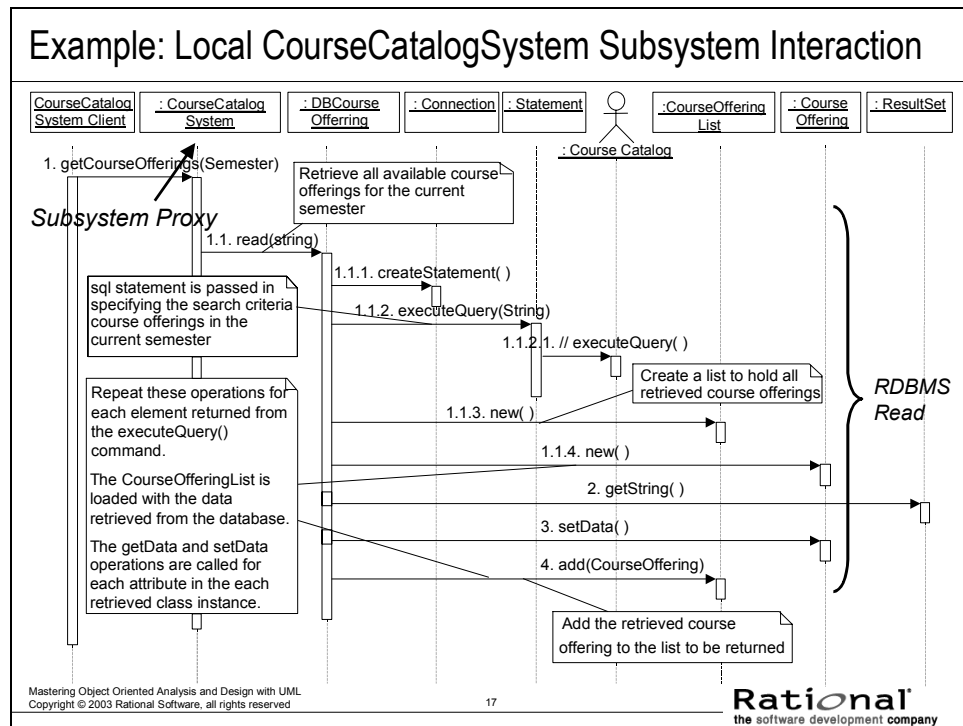 Example: Local CourseCatalogSystem Subsystem Interaction
CourseCatalog
System Client
: CourseCatalog
System
: DBCourse
Offerring
: Connection
: Statement
: Course Catalog
:CourseOffering
List
: Course
Offering
: ResultSet
1. getCourseOfferings(Semester)
Subsystem Proxy
Retrieve all available course
offerings for the current
semester
1.1. read(string)
1.1.1. createStatement( )
sql statement is passed in
specifying the search criteria
course offerings in the
current semester
1.1.2. executeQuery(String)
1.1.2.1. // executeQuery( )
Create a list to hold all
retrieved course offerings
RDBMS
Read
Repeat these operations for
each element returned from
the executeQuery()
command.
The CourseOfferingList is
loaded with the data
retrieved from the database.
The getData and setData
operations are called for
each attribute in the each
retrieved class instance.
1.1.3. new( )
1.1.4. new( )
2. getString( )
3. setData( )
4. add(CourseOffering)
Add the retrieved course
offering to the list to be returned
Mastering Object Oriented Analysis and Design with UML
Copyright © 2003 Rational Software, all rights reserved
17
Rational
the software development company